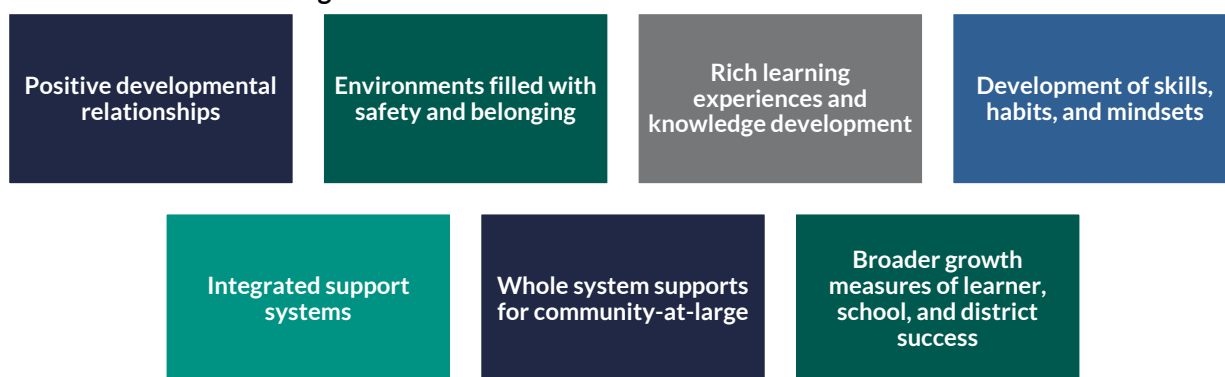 Positive developmental
relationships
Environments filled with
safety and belonging
Rich learning
experiences and
knowledge development
Development of skills,
habits, and mindsets
Integrated support
systems
Whole system supports
for community-at-large
Broader growth
measures of learner,
school, and district
success